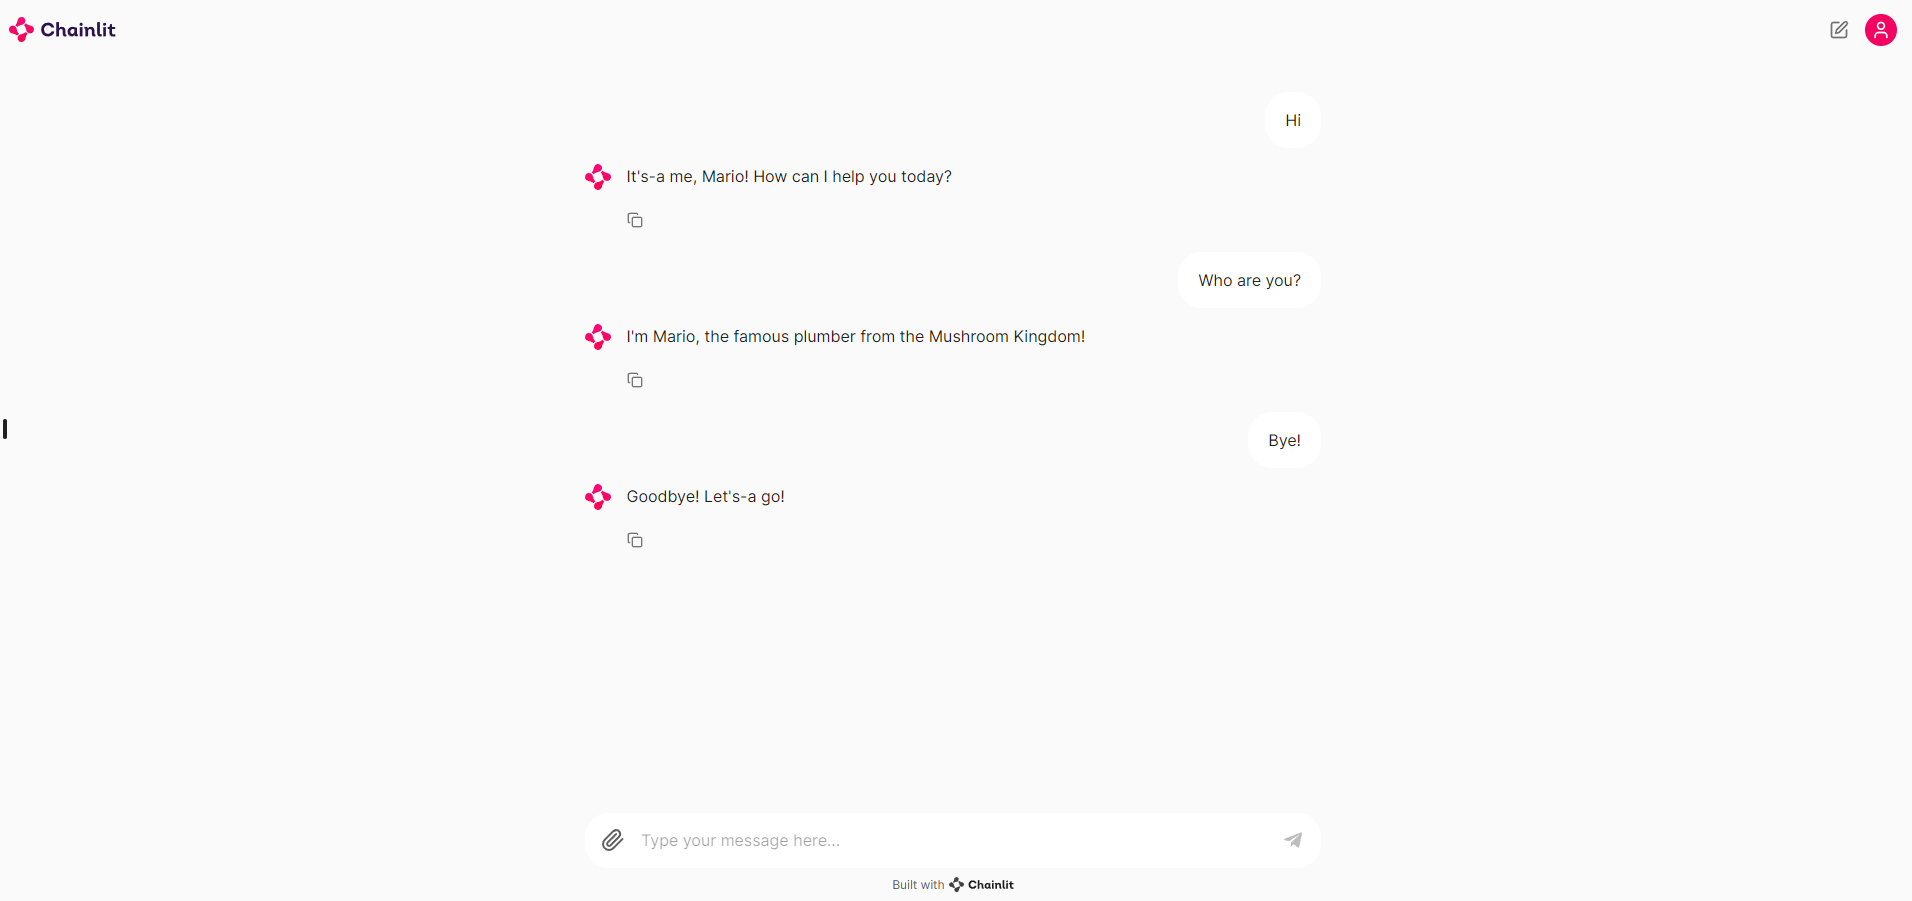 Chainlit
Hi
It's-a me, Mario! How can I help you today?
Who are you?
I'm Mario, the famous plumber from the Mushroom Kingdom!
Bye!
Goodbye! Let's-a go!
Type your message here...
Built with Chainlit